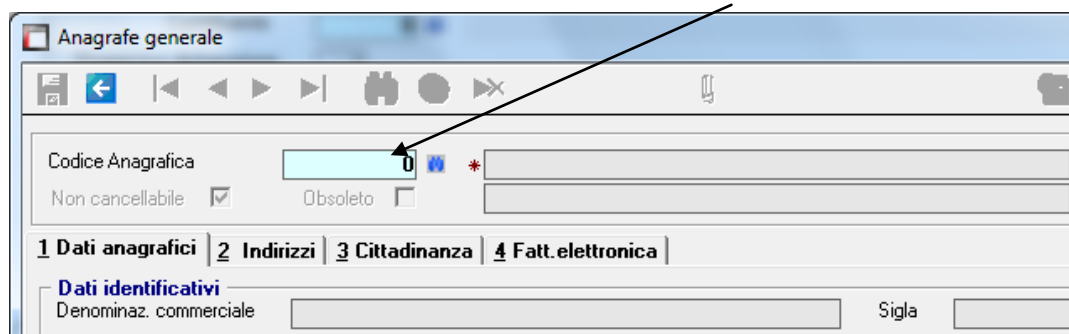 Anagrafe generale
Codice Anagrafica 0 *
Non cancellabile Obsoleto
1 Dati anagrafici 2 Indirizzi 3 Cittadinanza 4 Fatt.elettronica
Dati identificativi
Denominaz. commerciale Sigla